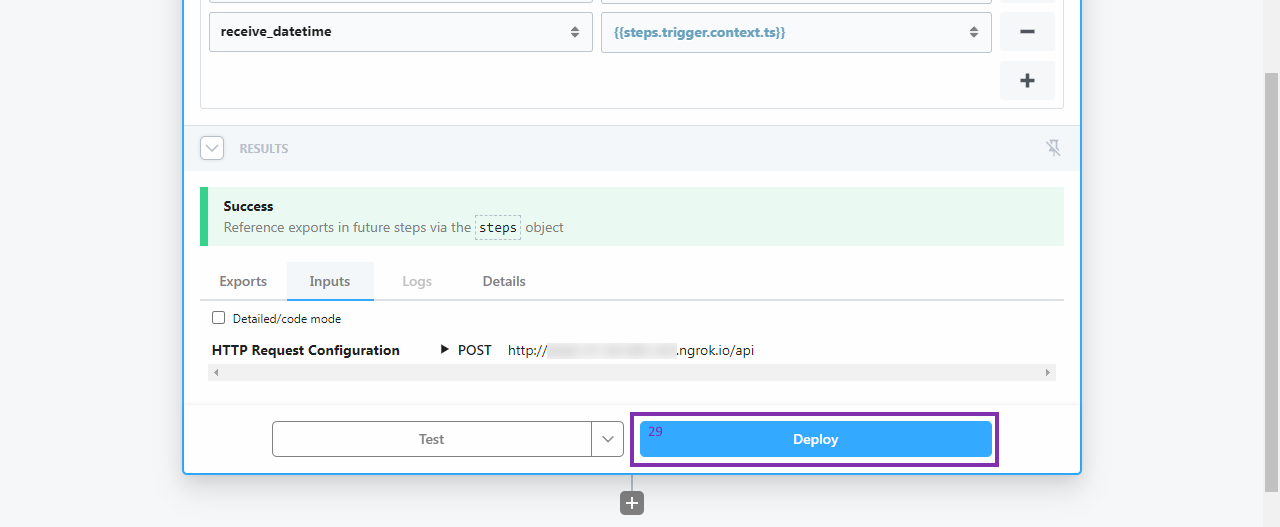 receive_datetime {{steps.trigger.context.ts}}
RESULTS
Success
Reference exports in future steps via the steps object
Exports Inputs Logs Details
Detailed/code mode
HTTP Request Configuration POST http:// .ngrok.io/api
Test 29 Deploy